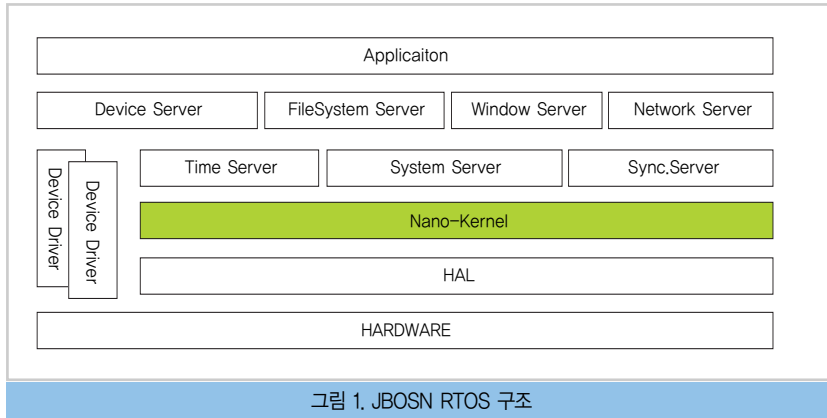 Applicaiton
Device Server
FileSystem Server
Window Server
Network Server
Time Server
System Server
Sync.Server
Device Driver
Device Driver
Nano-Kernel
HAL
HARDWARE
그림 1. JBOSN RTOS 구조